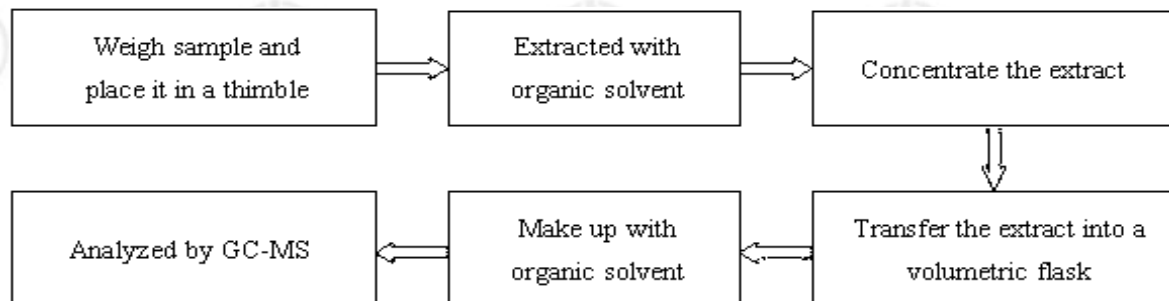 Weigh sample and
place it in a thimble
Extracted with
organic solvent
Concentrate the extract
Transfer the extract into a
volumetric flask
Make up with
organic solvent
Analyzed by GC-MS